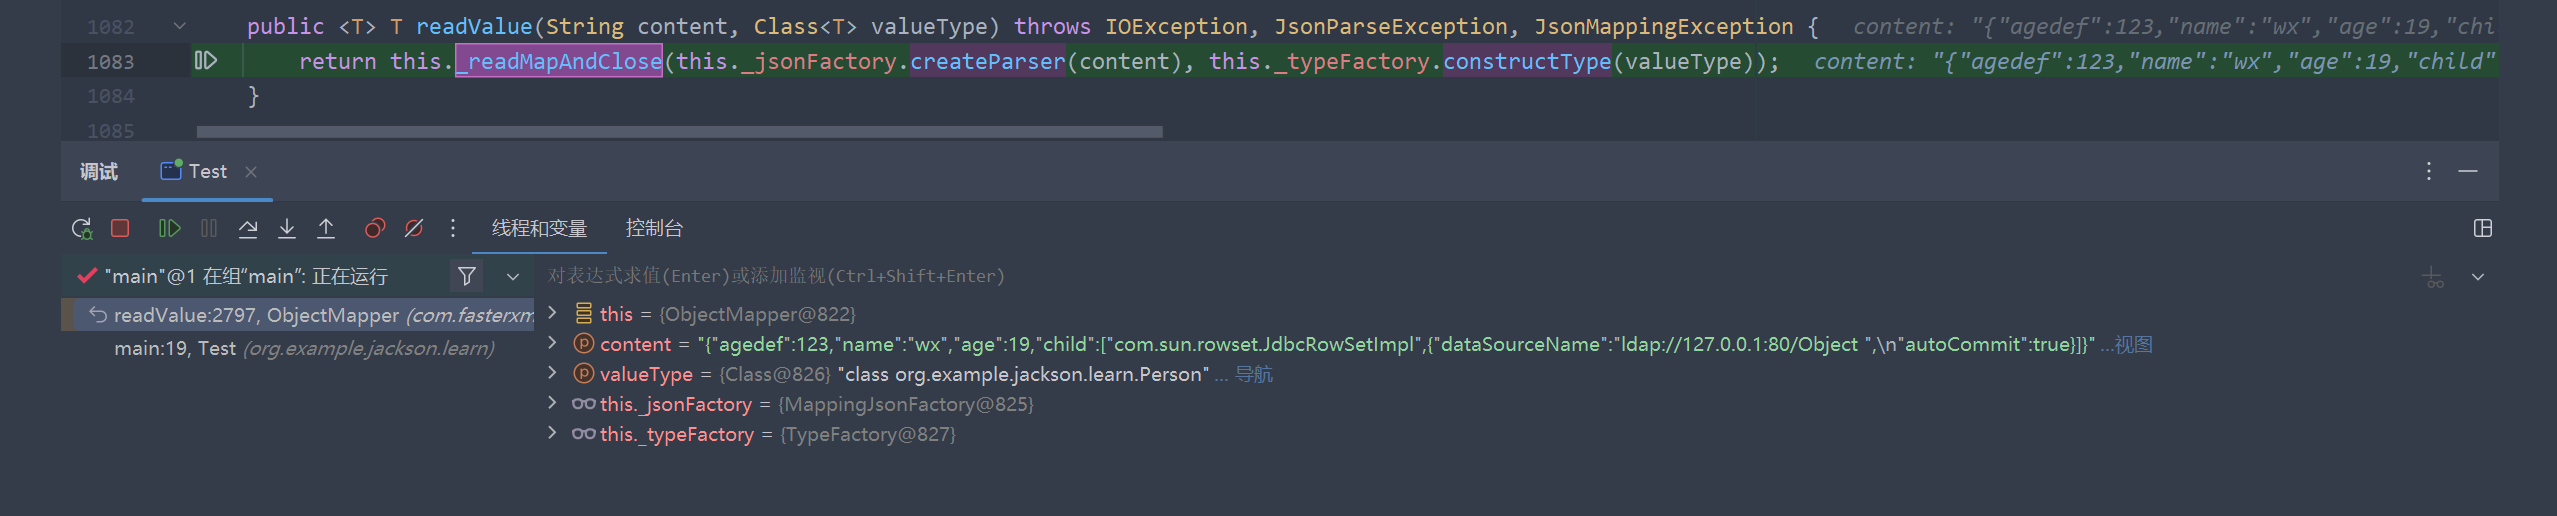 1082 public <T> T readValue(String content, Class<T> valueType) throws IOException, JsonParseException, JsonMappingException { content: "{"agedef":123,"name":"wx","age":19,"chi
1083 return this._readMapAndClose(this._jsonFactory.createParser(content), this._typeFactory.constructType(valueType)); content: "{"agedef":123,"name":"wx","age":19,"child"
1084 }
1085
调试 Test
线程和变量 控制台
"main"@1 在组“main”: 正在运行
对表达式求值(Enter)或添加监视(Ctrl+Shift+Enter)
readValue:2797, ObjectMapper (com.fasterxm
main:19, Test (org.example.jackson.learn)
this = {ObjectMapper@822}
content = "{"agedef":123,"name":"wx","age":19,"child":["com.sun.rowset.JdbcRowSetImpl",{"dataSourceName":"ldap://127.0.0.1:80/Object ",\n"autoCommit":true}]}" ...视图
valueType = {Class@826} "class org.example.jackson.learn.Person" ... 导航
this._jsonFactory = {MappingJsonFactory@825}
this._typeFactory = {TypeFactory@827}